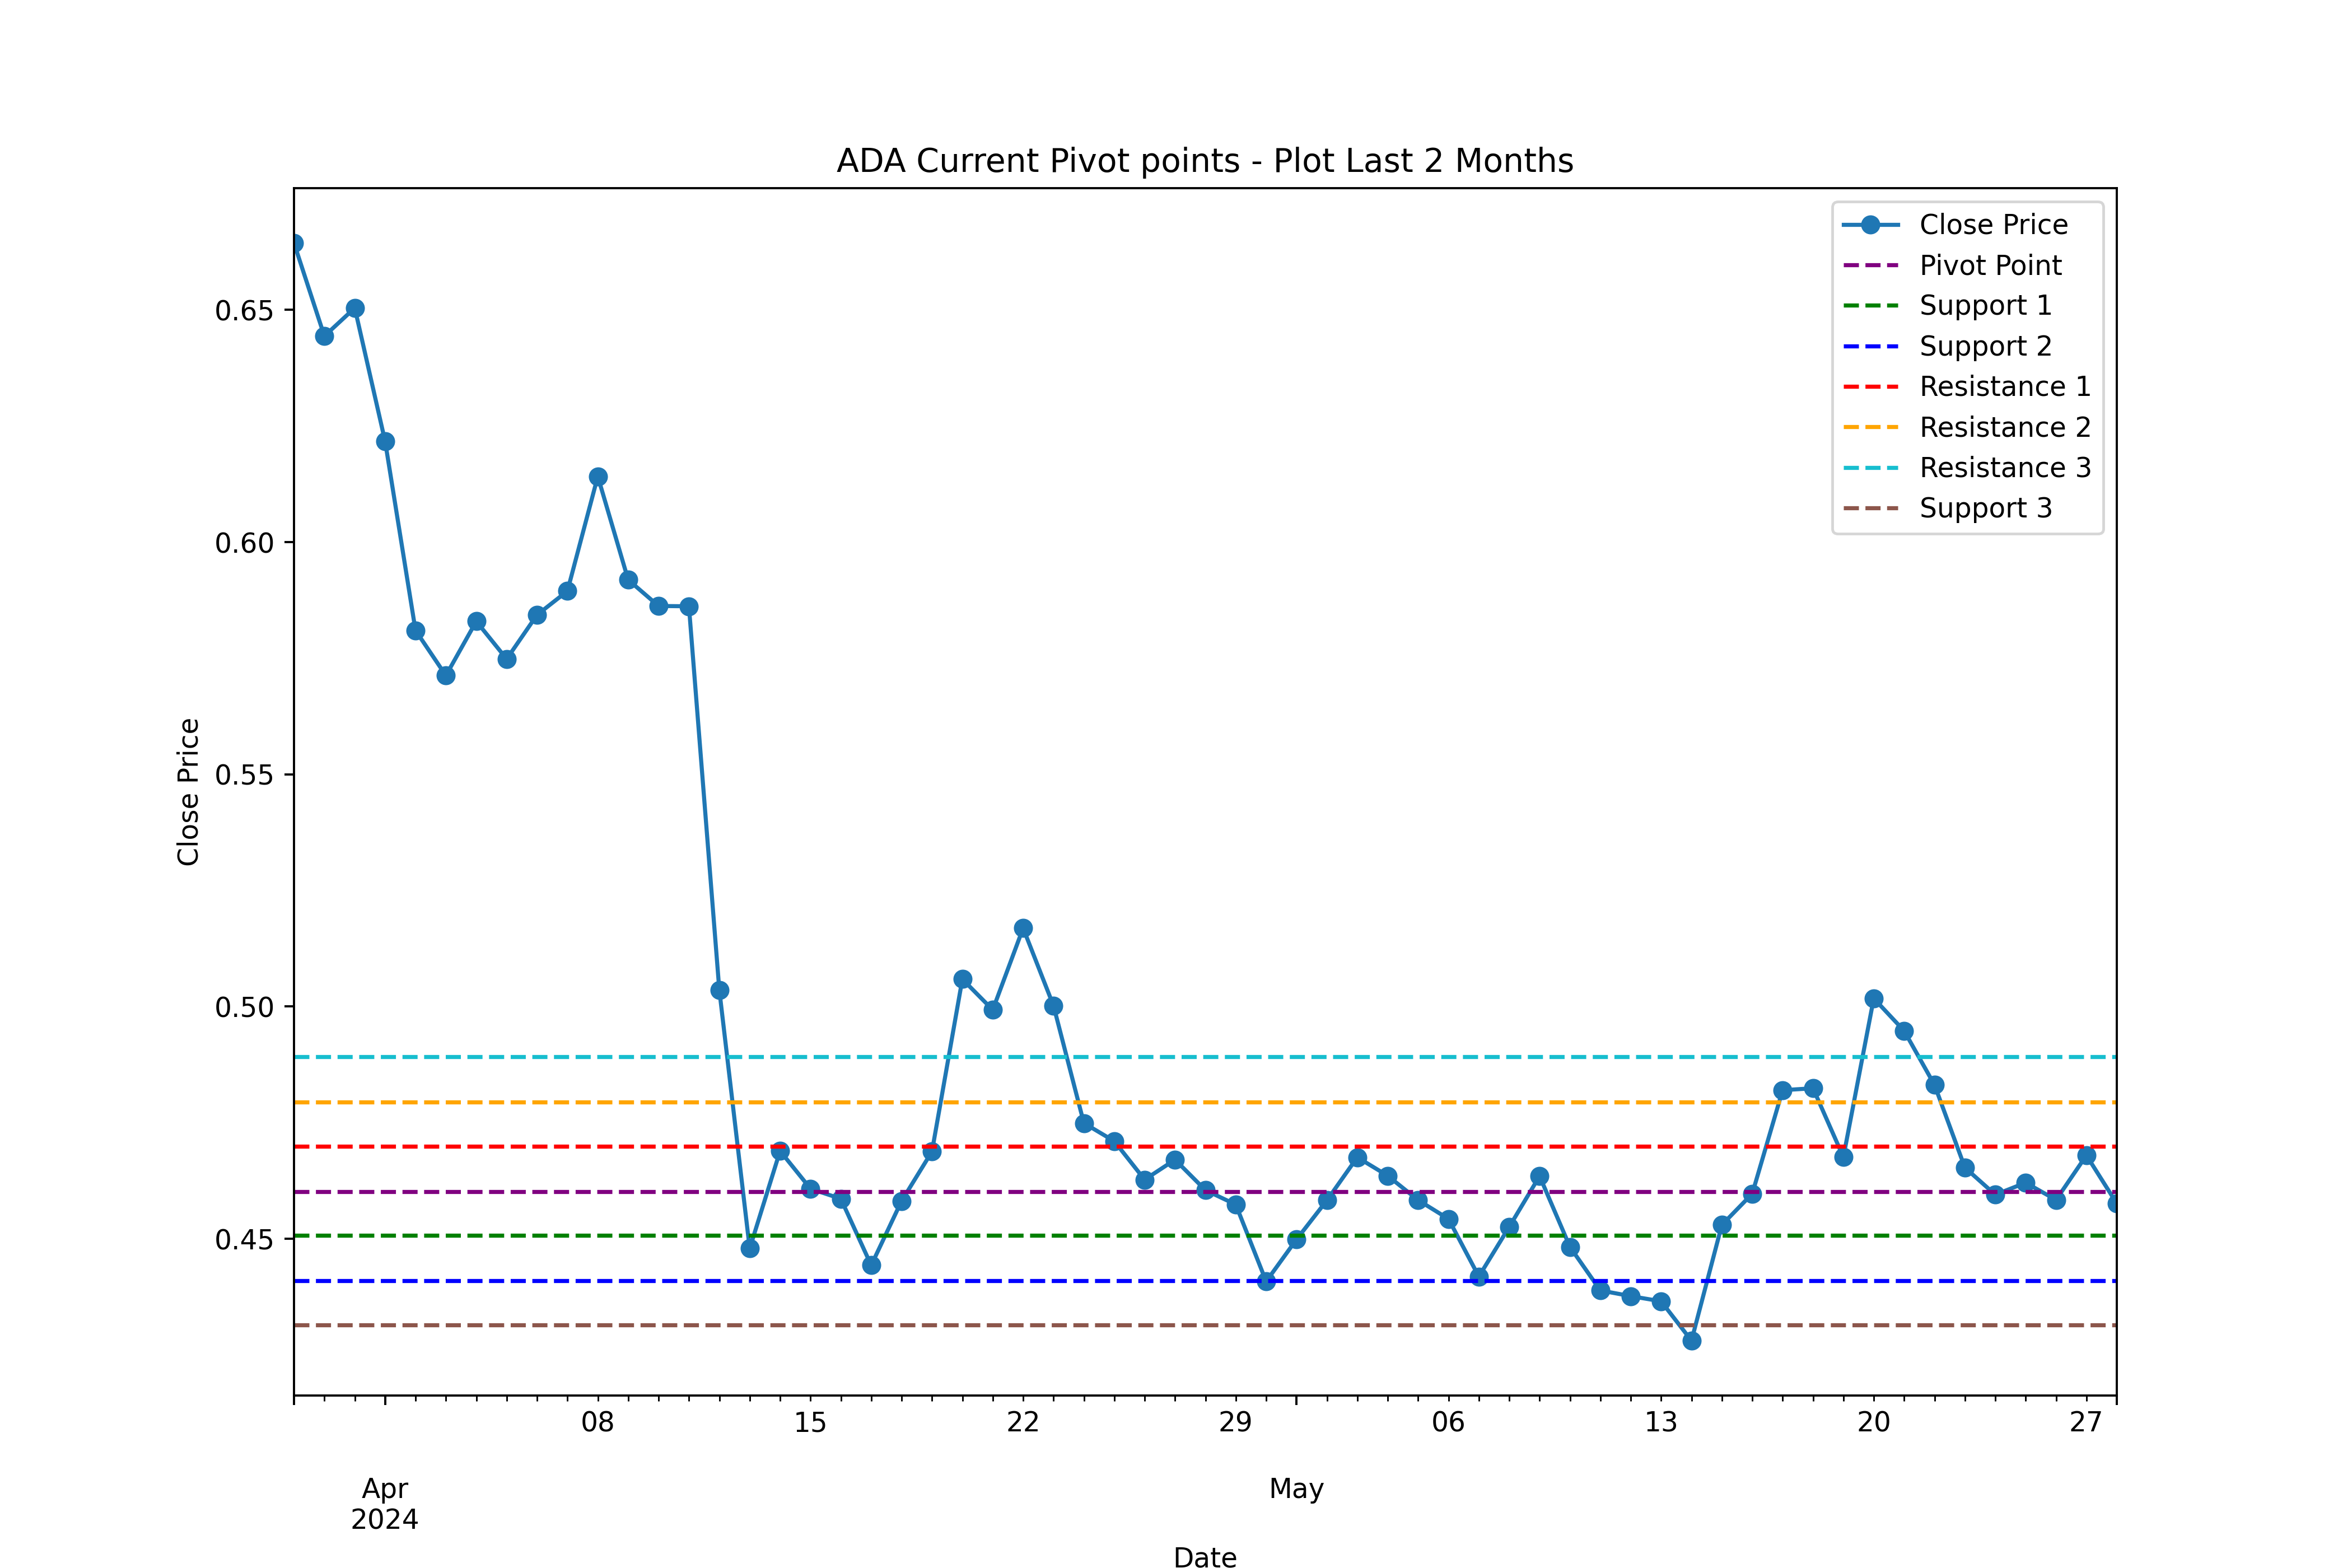 ADA Current Pivot points - Plot Last 2 Months
Close Price
Pivot Point
Support 1
Support 2
Resistance 1
Resistance 2
Resistance 3
Support 3
Close Price
0.65
0.60
0.55
0.50
0.45
08 15 22 29 06 13 20 27
Apr May
2024
Date